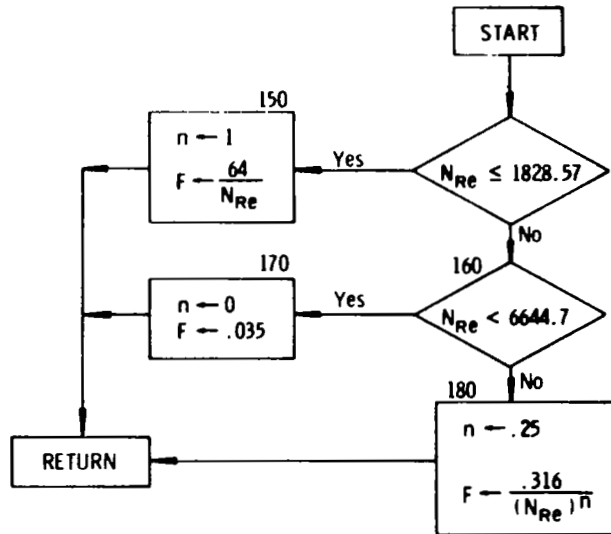 START
N_Re ≤ 1828.57
Yes
150
n ← 1
F ← 64 / N_Re
No
160
N_Re < 6644.7
Yes
170
n ← 0
F ← .035
No
180
n ← .25
F ← .316 / (N_Re)^n
RETURN